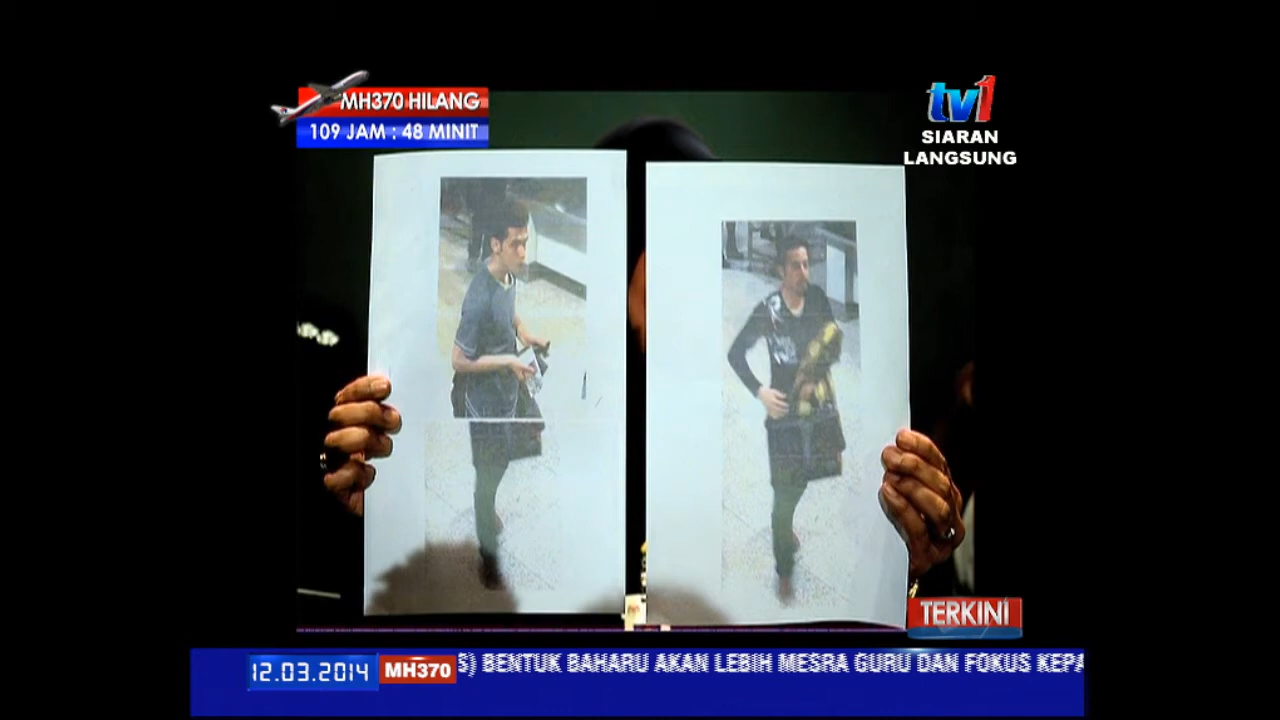 MH370 HILANG
109 JAM : 48 MINIT
tv1
SIARAN
LANGSUNG
TERKINI
12.03.2014 MH370 S) BENTUK BAHARU AKAN LEBIH MESRA GURU DAN FOKUS KEPA